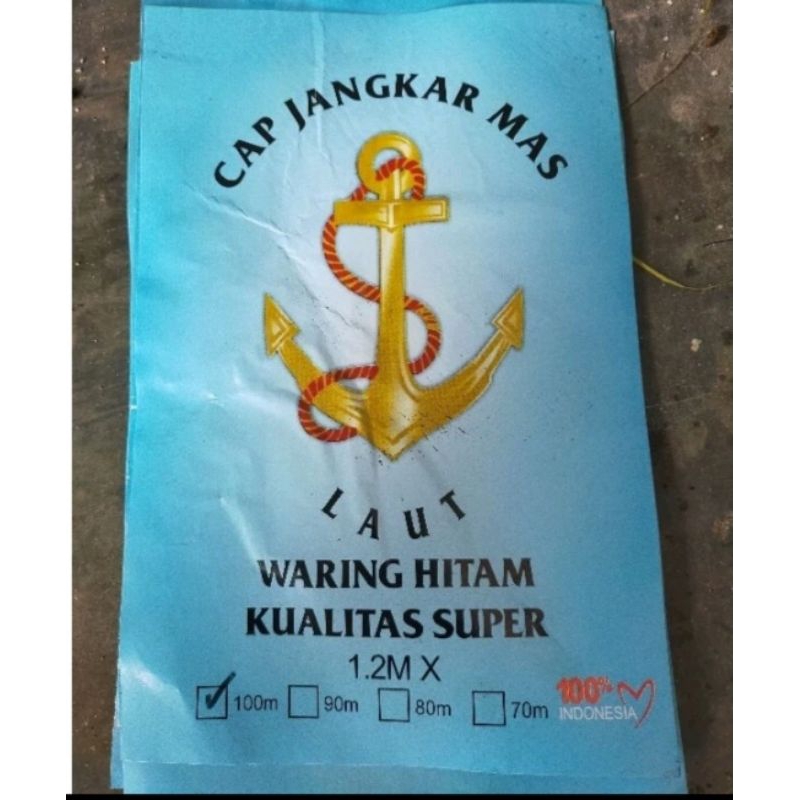 CAP JANGKAR MAS
LAUT
WARING HITAM
KUALITAS SUPER
1.2M X
100m 90m 80m 70m
100%
INDONESIA